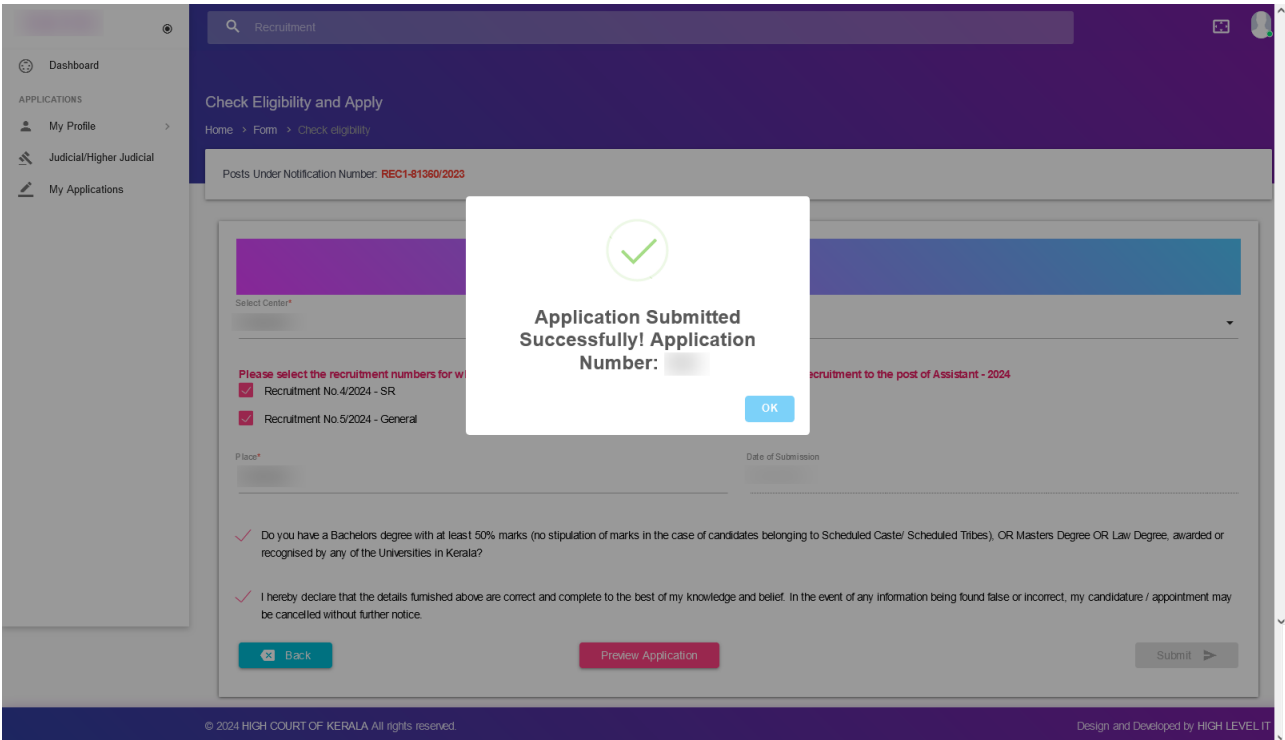 Recruitment
Dashboard
APPLICATIONS
My Profile
Judicial/Higher Judicial
My Applications
Check Eligibility and Apply
Home > Form > Check eligibility
Posts Under Notification Number: REC1-81360/2023
Application Submitted
Successfully! Application
Number:
OK
Select Center*
Please select the recruitment numbers for
recruitment to the post of Assistant - 2024
Recruitment No.4/2024 - SR
Recruitment No.5/2024 - General
Place*
Date of Submission
Do you have a Bachelors degree with at least 50% marks (no stipulation of marks in the case of candidates belonging to Scheduled Caste/ Scheduled Tribes), OR Masters Degree OR Law Degree, awarded or
recognised by any of the Universities in Kerala?
I hereby declare that the details furnished above are correct and complete to the best of my knowledge and belief. In the event of any information being found false or incorrect, my candidature / appointment may
be cancelled without further notice.
Back
Preview Application
Submit
© 2024 HIGH COURT OF KERALA All rights reserved.
Design and Developed by HIGH LEVEL IT